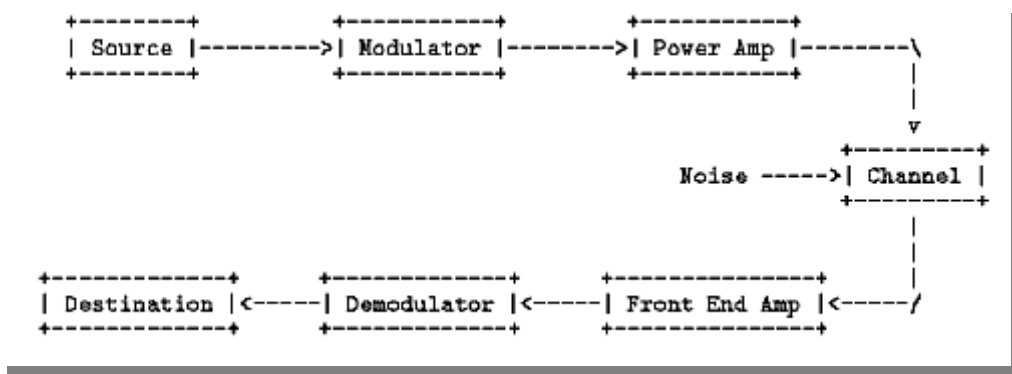 Source Modulator Power Amp
Noise Channel
Destination Demodulator Front End Amp